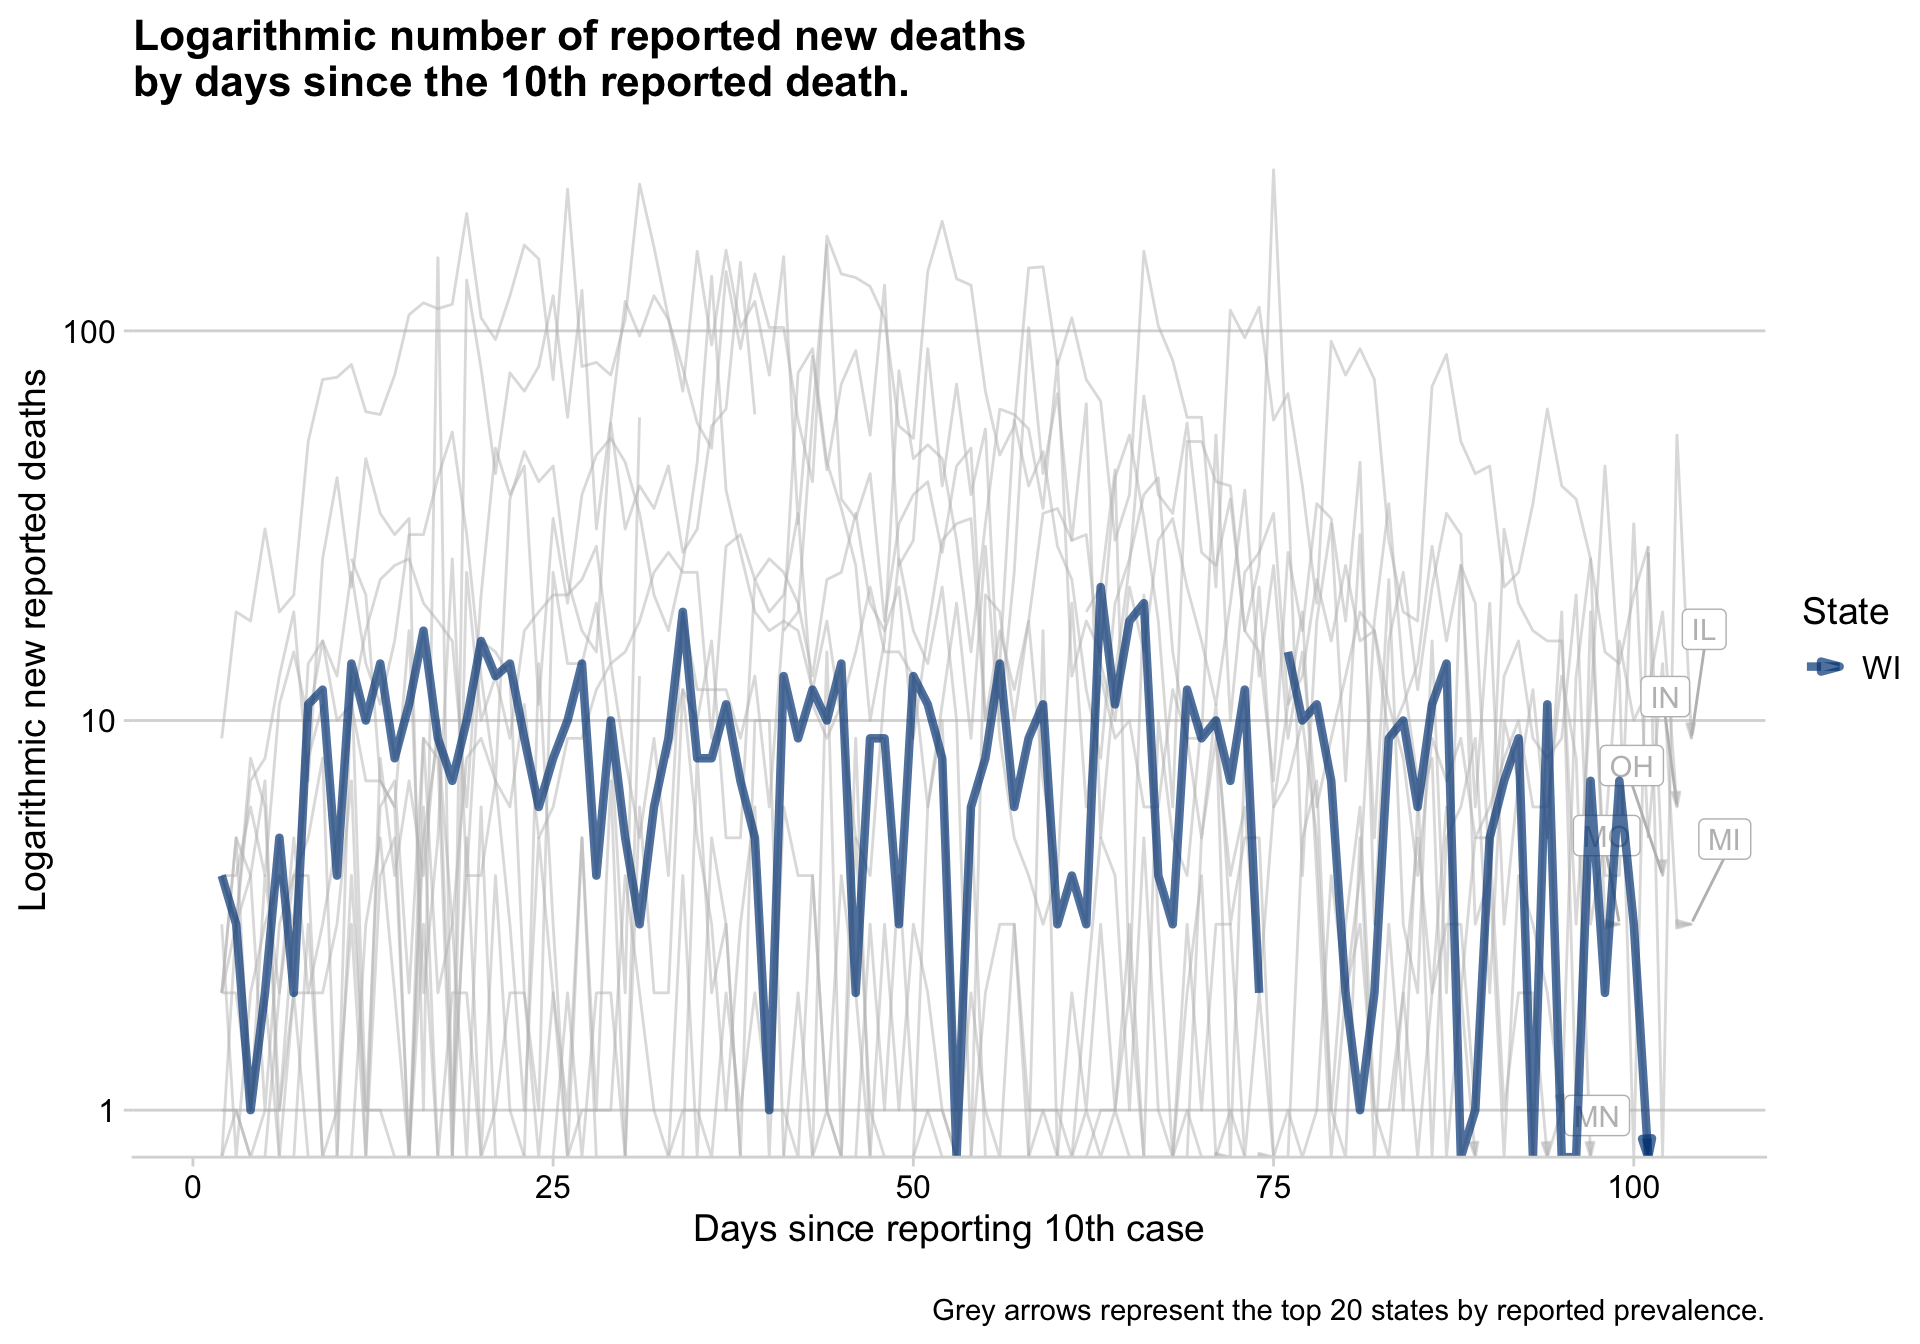 Logarithmic number of reported new deaths
by days since the 10th reported death.
Logarithmic new reported deaths
100
10
1
0
25
50
75
100
Days since reporting 10th case
IL
IN
OH
MO
MI
MN
State
WI
Grey arrows represent the top 20 states by reported prevalence.